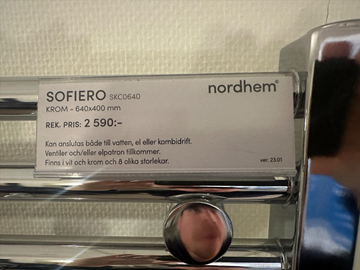 nordhem®
SOFIERO SKC0640
KROM - 640x400 mm
REK. PRIS: 2 590:-
Kan anslutas både till vatten, el eller kombidrift.
Ventiler och/eller elpatron tillkommer.
Finns i vit och krom och 8 olika storlekar.
ver. 23.01